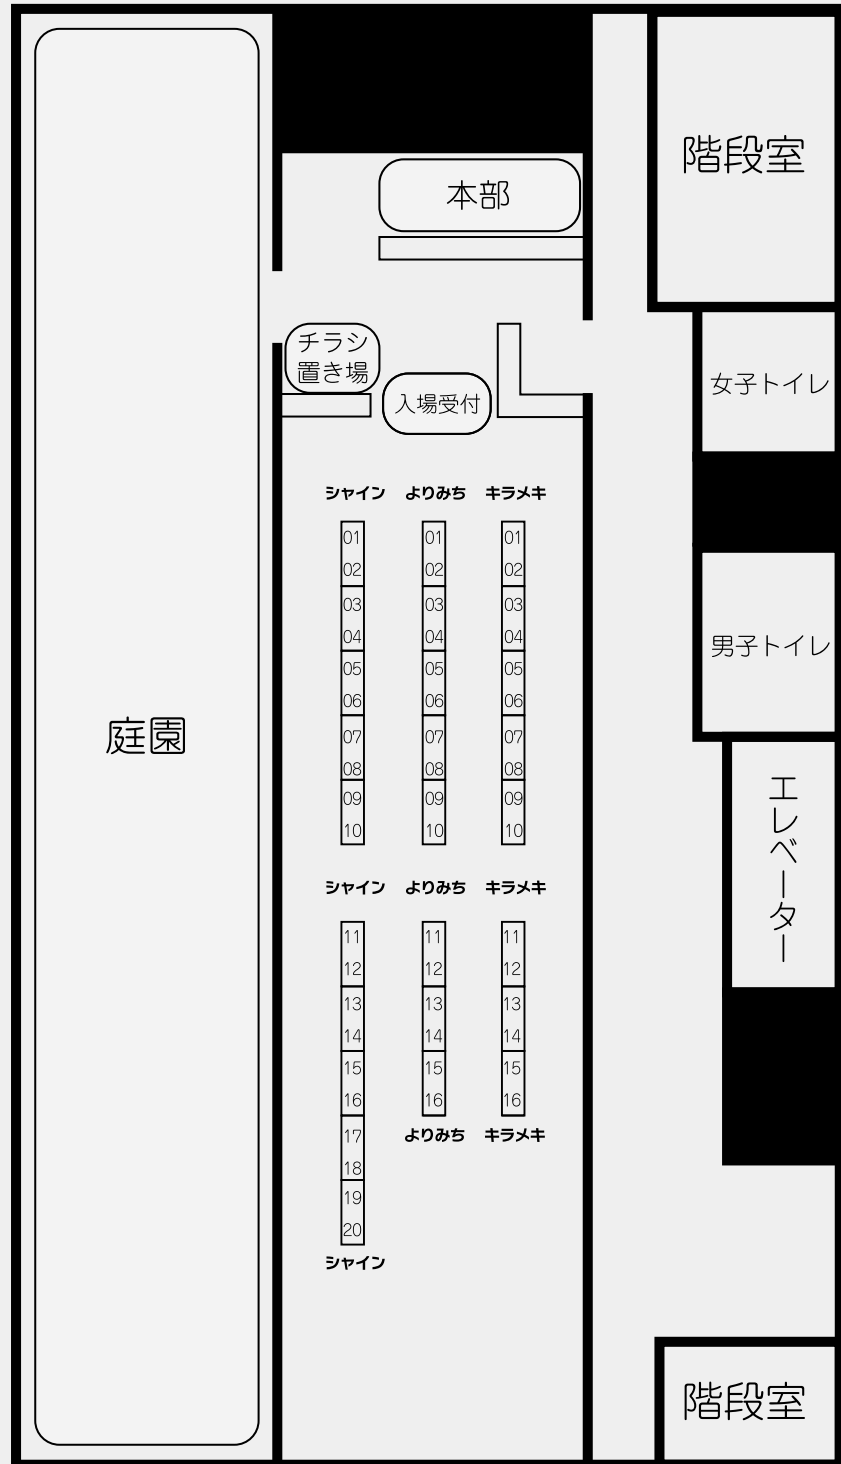 階段室
本部
チラシ
置き場
入場受付
女子トイレ
シャイン よりみち キラメキ
01 01 01
02 02 02
03 03 03
04 04 04
05 05 05
06 06 06
07 07 07
08 08 08
09 09 09
10 10 10
男子トイレ
庭園
エレベーター
シャイン よりみち キラメキ
11 11 11
12 12 12
13 13 13
14 14 14
15 15 15
16 16 16
よりみち キラメキ
17
18
19
20
シャイン
階段室